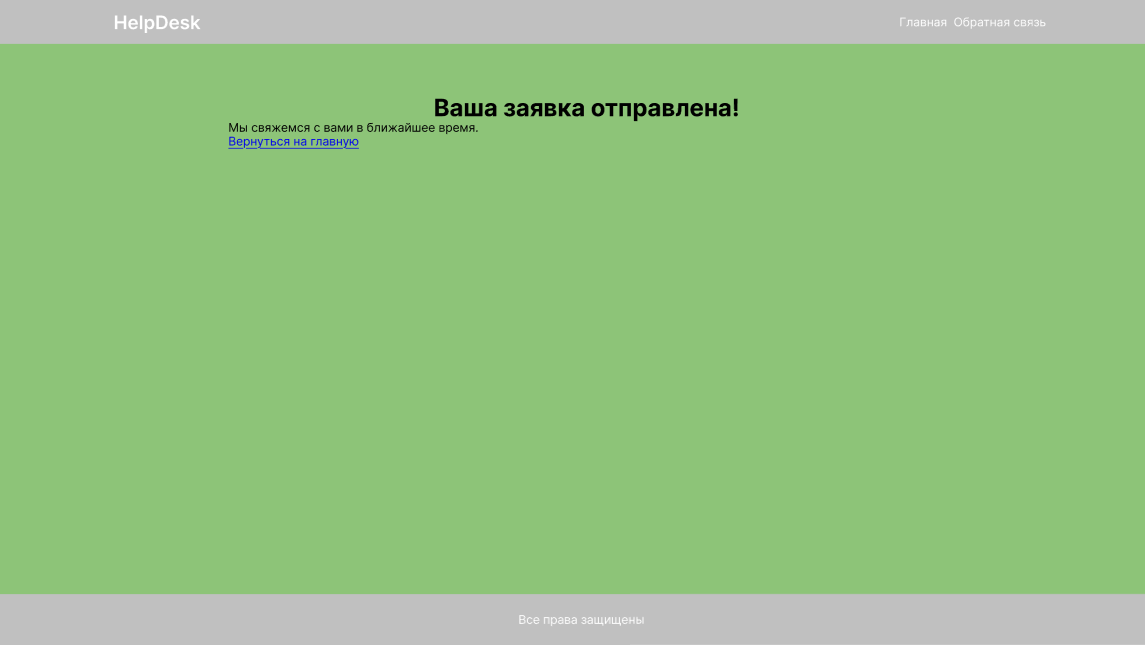 HelpDesk
Главная Обратная связь
Ваша заявка отправлена!
Мы свяжемся с вами в ближайшее время.
Вернуться на главную
Все права защищены